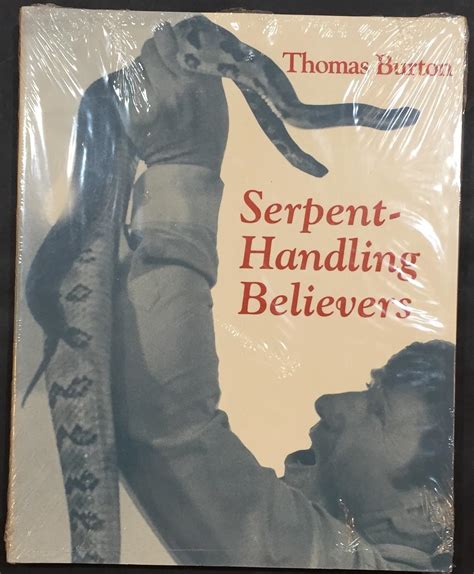 Thomas Burton
Serpent-
Handling
Believers